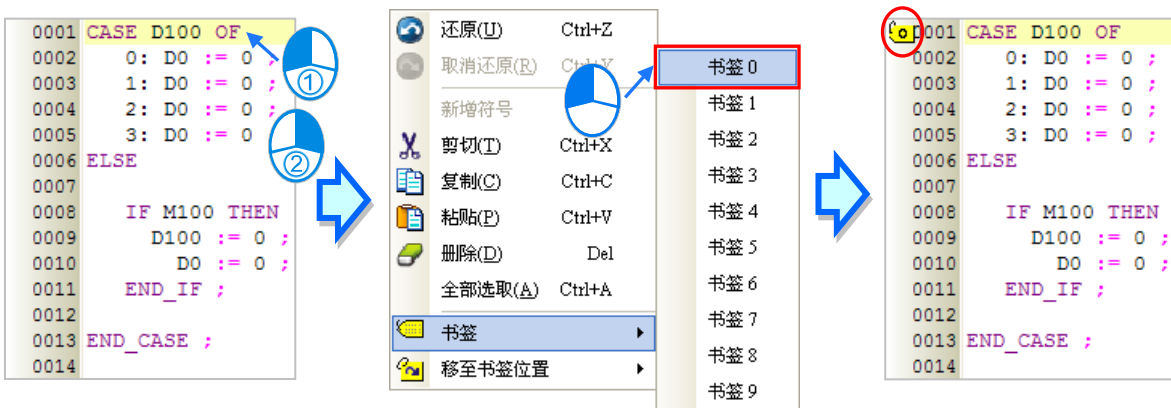 0001 CASE D100 OF
0002 0: D0 := 0 ;
0003 1: D0 := 0 ;
0004 2: D0 := 0 ;
0005 3: D0 := 0
0006 ELSE
0007
0008 IF M100 THEN
0009 D100 := 0 ;
0010 D0 := 0 ;
0011 END_IF ;
0012
0013 END_CASE ;
0014
①
②
还原(U) Ctrl+Z
取消还原(R) Ctrl+Y
新增符号
剪切(T) Ctrl+X
复制(C) Ctrl+C
粘贴(P) Ctrl+V
删除(D) Del
全部选取(A) Ctrl+A
书签
移至书签位置
书签 0
书签 1
书签 2
书签 3
书签 4
书签 5
书签 6
书签 7
书签 8
书签 9
0 0001 CASE D100 OF
0002 0: D0 := 0 ;
0003 1: D0 := 0 ;
0004 2: D0 := 0 ;
0005 3: D0 := 0 ;
0006 ELSE
0007
0008 IF M100 THEN
0009 D100 := 0 ;
0010 D0 := 0 ;
0011 END_IF ;
0012
0013 END_CASE ;
0014